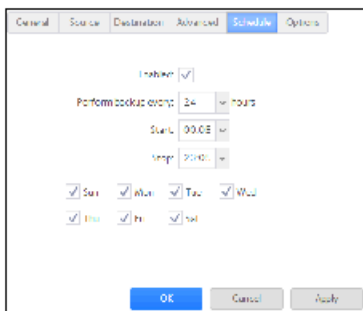 General Source Destination Advanced Schedule Options
Enabled:
Perform backup every: 24 hours
Start:
Stop:
Sun Mon Tue Wed
Thu Fri Sat
OK Cancel Apply